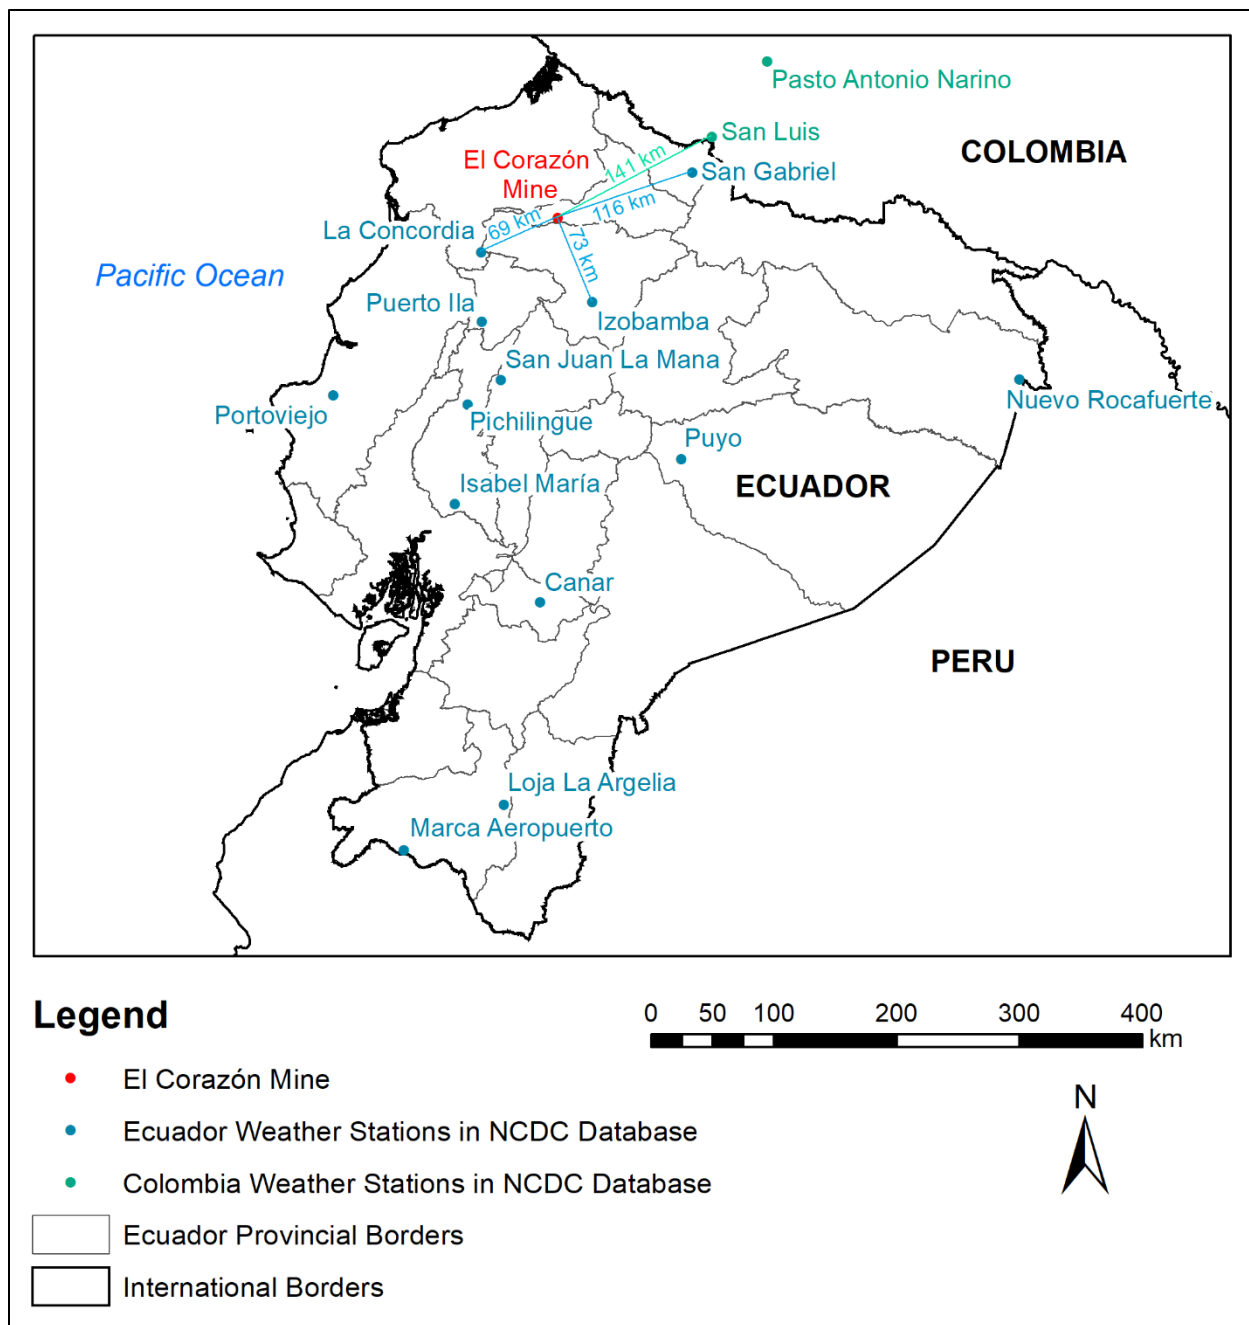 Pasto Antonio Narino
San Luis
COLOMBIA
El Corazón
Mine
141 km
San Gabriel
116 km
69 km
La Concordia
73 km
Pacific Ocean
Puerto Ila
Izobamba
San Juan La Mana
Nuevo Rocafuerte
Portoviejo
Pichilingue
Puyo
ECUADOR
Isabel María
Canar
PERU
Loja La Argelia
Marca Aeropuerto
Legend
0 50 100 200 300 400
km
El Corazón Mine
N
Ecuador Weather Stations in NCDC Database
Colombia Weather Stations in NCDC Database
Ecuador Provincial Borders
International Borders